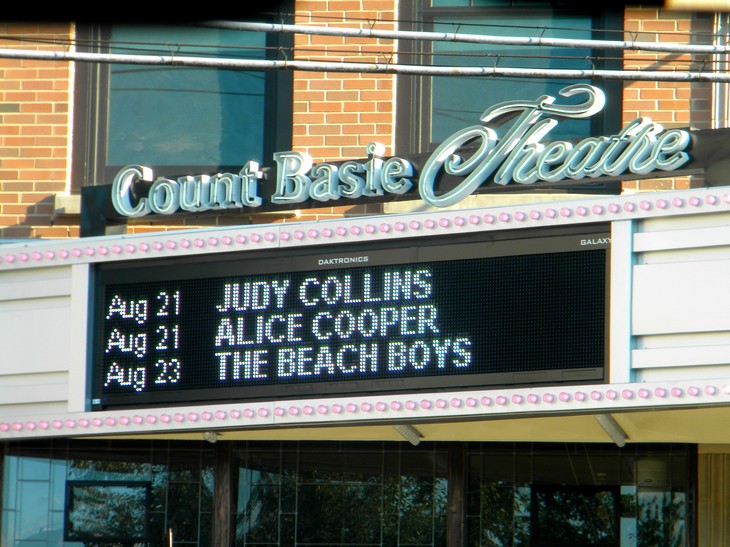 Count Basie Theatre
DAKTRONICS
GALAXY
Aug 21 JUDY COLLINS
Aug 21 ALICE COOPER
Aug 23 THE BEACH BOYS